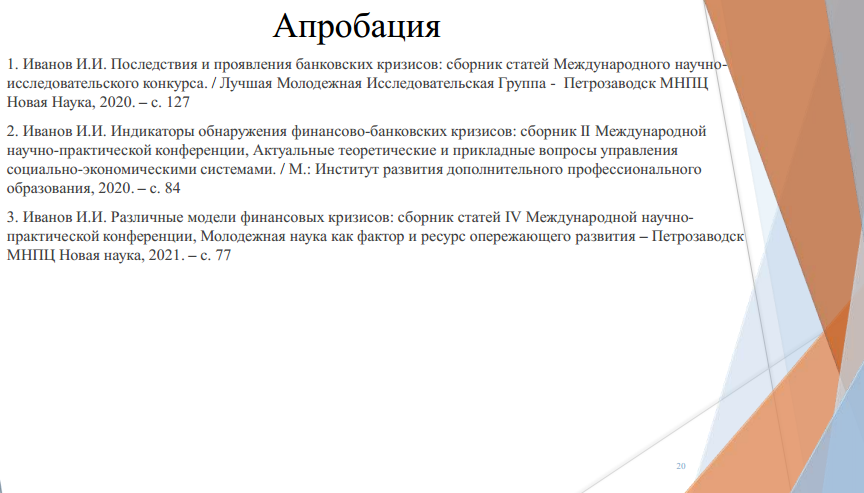 Апробация
1. Иванов И.И. Последствия и проявления банковских кризисов: сборник статей Международного научно-
исследовательского конкурса. / Лучшая Молодежная Исследовательская Группа - Петрозаводск МНПЦ
Новая Наука, 2020. – с. 127
2. Иванов И.И. Индикаторы обнаружения финансово-банковских кризисов: сборник II Международной
научно-практической конференции, Актуальные теоретические и прикладные вопросы управления
социально-экономическими системами. / М.: Институт развития дополнительного профессионального
образования, 2020. – с. 84
3. Иванов И.И. Различные модели финансовых кризисов: сборник статей IV Международной научно-
практической конференции, Молодежная наука как фактор и ресурс опережающего развития – Петрозаводск
МНПЦ Новая наука, 2021. – с. 77
20